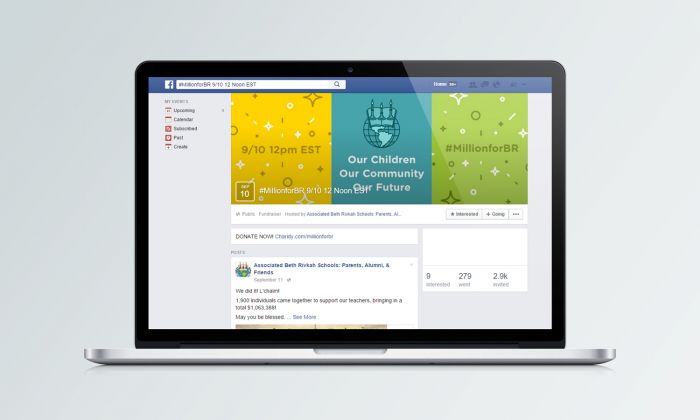 #MillionforBR 9/10 12 Noon EST
Home
MY EVENTS
Upcoming
Calendar
Subscribed
Past
Create
9/10 12pm EST
Our Children
Our Community
Our Future
#MillionforBR
SEP
10
#MillionforBR 9/10 12 Noon EST
Public · Fundraiser · Hosted by Associated Beth Rivkah Schools: Parents, Al...
★ Interested
+ Going
•••
DONATE NOW! Charidy.com/millionforbr
POSTS
Associated Beth Rivkah Schools: Parents, Alumni, &
Friends
September 11
We did it! L'chaim!
1,900 individuals came together to support our teachers, bringing in a
total $1,063,388!
May you be blessed. ... See More
9
interested
279
went
2.9k
invited